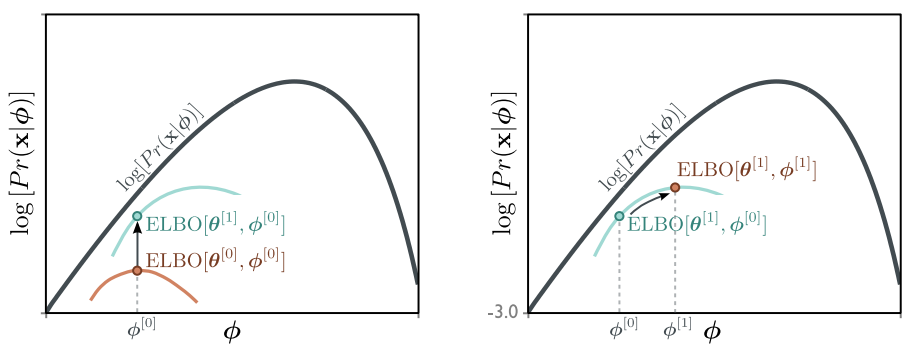 log [Pr(x|ϕ)]
log[Pr(x|ϕ)]
ELBO[θ^[1], ϕ^[0]]
ELBO[θ^[0], ϕ^[0]]
ϕ^[0]
ϕ
log [Pr(x|ϕ)]
log[Pr(x|ϕ)]
ELBO[θ^[1], ϕ^[1]]
ELBO[θ^[1], ϕ^[0]]
-3.0
ϕ^[0] ϕ^[1] ϕ